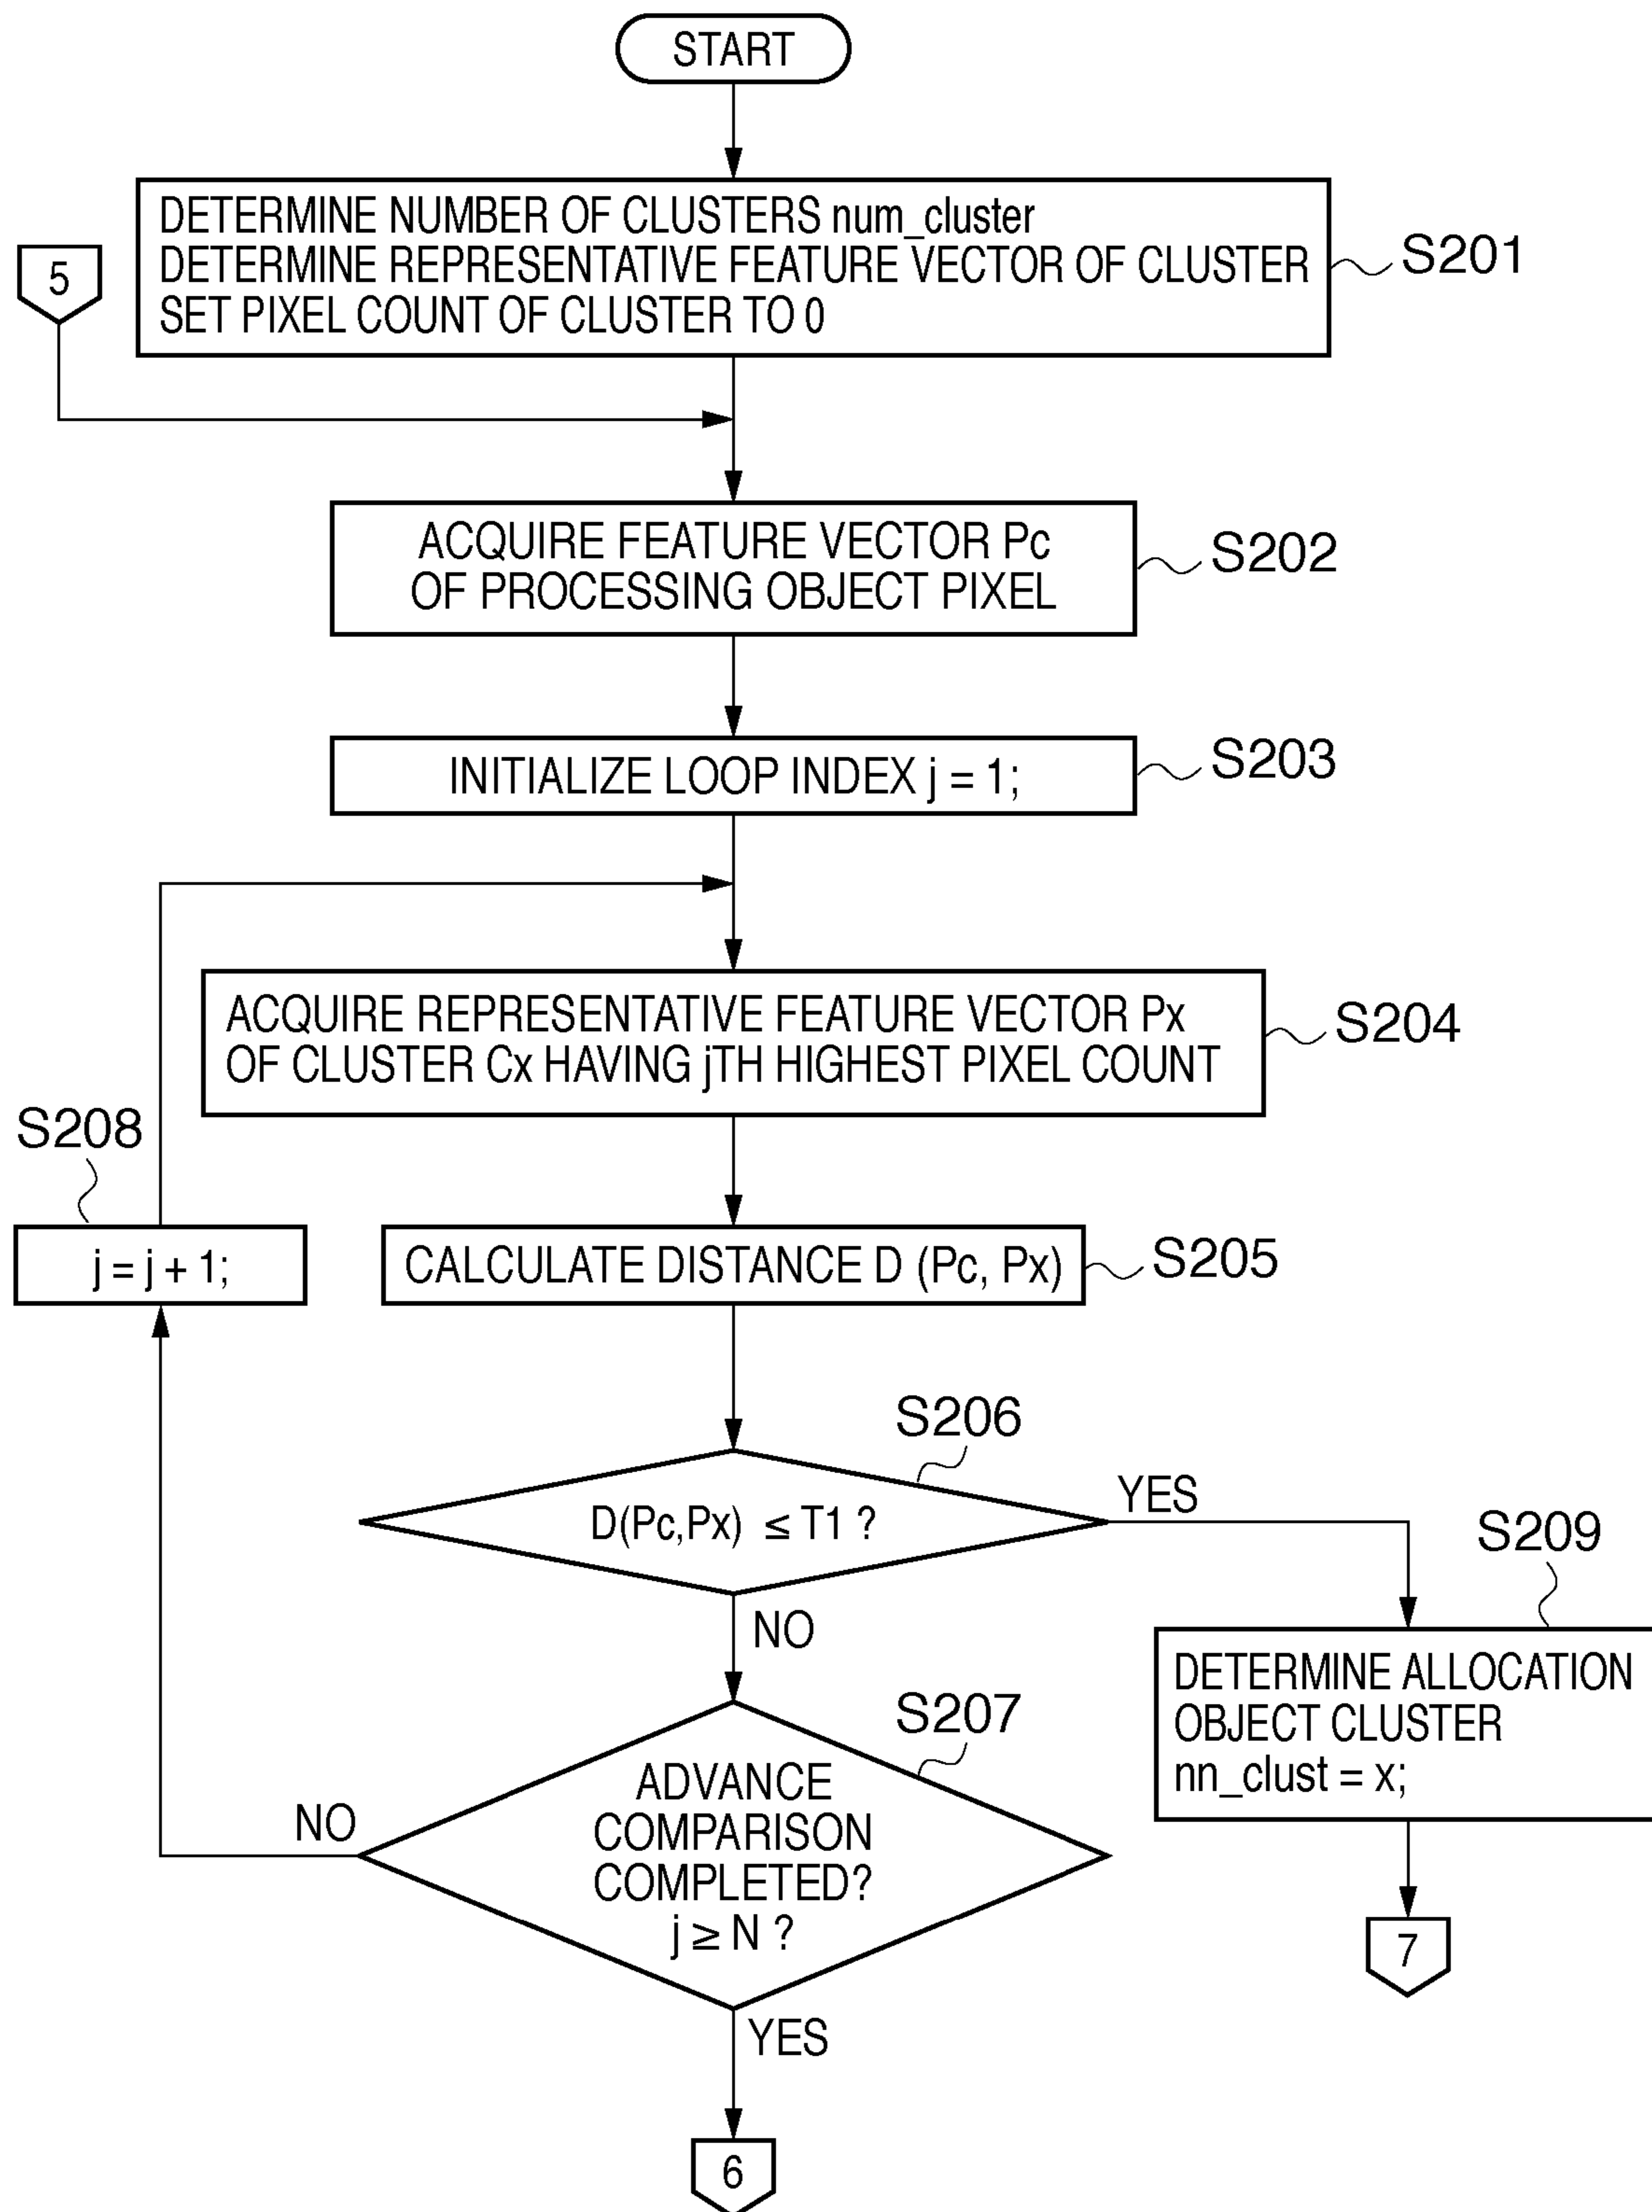 START
DETERMINE NUMBER OF CLUSTERS num_cluster
DETERMINE REPRESENTATIVE FEATURE VECTOR OF CLUSTER
SET PIXEL COUNT OF CLUSTER TO 0
S201
5
ACQUIRE FEATURE VECTOR Pc
OF PROCESSING OBJECT PIXEL
S202
INITIALIZE LOOP INDEX j = 1;
S203
ACQUIRE REPRESENTATIVE FEATURE VECTOR Px
OF CLUSTER Cx HAVING jTH HIGHEST PIXEL COUNT
S204
S208
j = j + 1;
CALCULATE DISTANCE D (Pc, Px)
S205
S206
D(Pc,Px) ≤ T1 ?
YES
NO
S209
DETERMINE ALLOCATION
OBJECT CLUSTER
nn_clust = x;
S207
ADVANCE
COMPARISON
COMPLETED?
j ≥ N ?
NO
YES
7
6